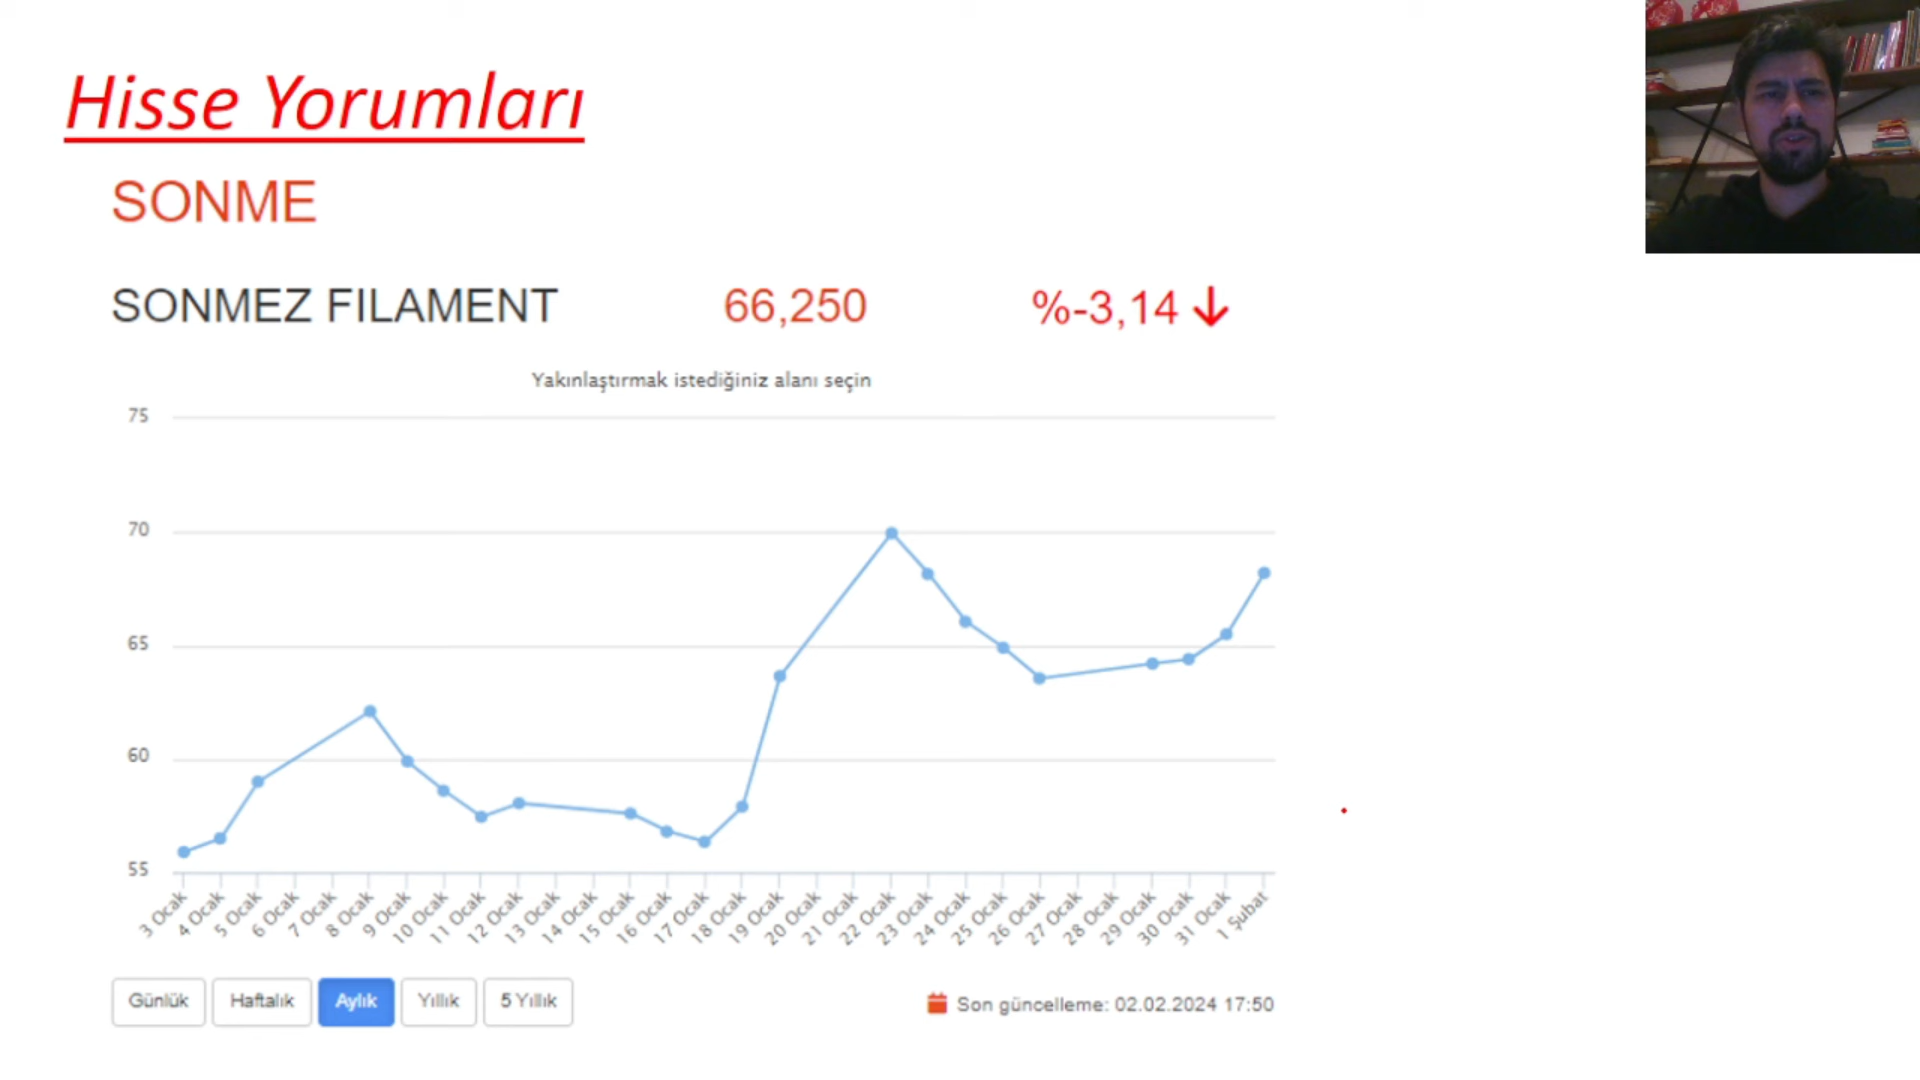 Hisse Yorumları
SONME
SONMEZ FILAMENT 66,250 %-3,14
Yakınlaştırmak istediğiniz alanı seçin
75
70
65
60
55
3 Ocak 4 Ocak 5 Ocak 6 Ocak 7 Ocak 8 Ocak 9 Ocak 10 Ocak 11 Ocak 12 Ocak 13 Ocak 14 Ocak 15 Ocak 16 Ocak 17 Ocak 18 Ocak 19 Ocak 20 Ocak 21 Ocak 22 Ocak 23 Ocak 24 Ocak 25 Ocak 26 Ocak 27 Ocak 28 Ocak 29 Ocak 30 Ocak 31 Ocak 1 Şubat
Günlük Haftalık Aylık Yıllık 5 Yıllık Son güncelleme: 02.02.2024 17:50